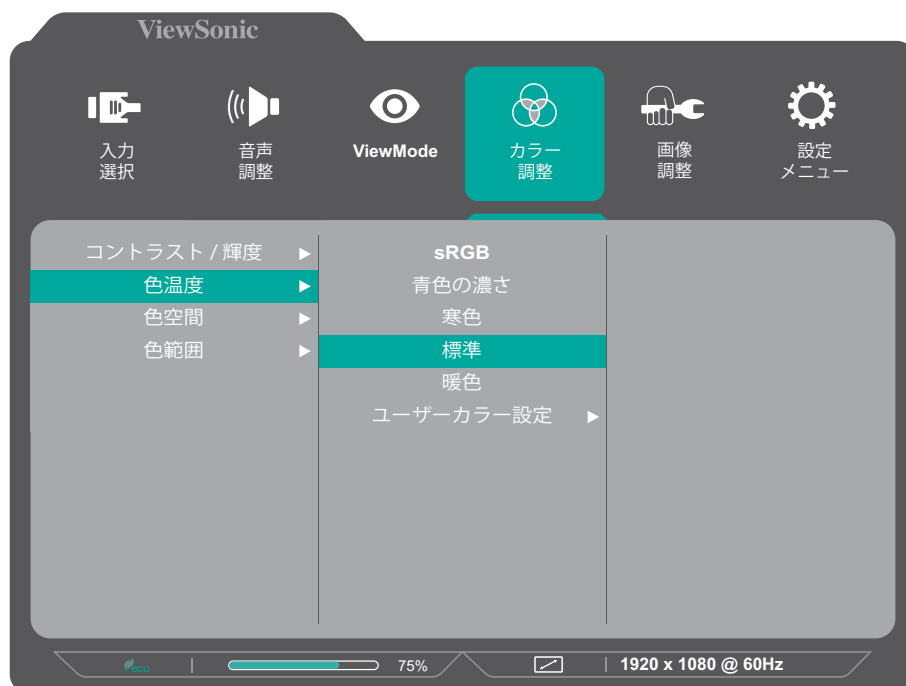 ViewSonic
入力
選択
音声
調整
ViewMode
カラー
調整
画像
調整
設定
メニュー
コントラスト / 輝度
色温度
色空間
色範囲
sRGB
青色の濃さ
寒色
標準
暖色
ユーザーカラー設定
eco
75%
1920 x 1080 @ 60Hz